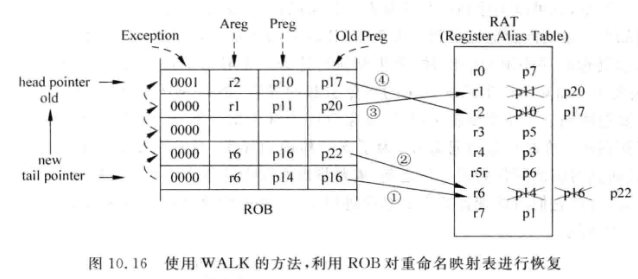 RAT
(Register Alias Table)
Exception Areg Preg Old Preg
head pointer
old
new
tail pointer
0001 r2 p10 p17
0000 r1 p11 p20
0000
0000 r6 p16 p22
0000 r6 p14 p16
ROB
④
③
②
①
r0 p7
r1 p11 p20
r2 p10 p17
r3 p5
r4 p3
r5r p6
r6 p14 p16 p22
r7 p1
图 10.16 使用 WALK 的方法,利用 ROB 对重命名映射表进行恢复